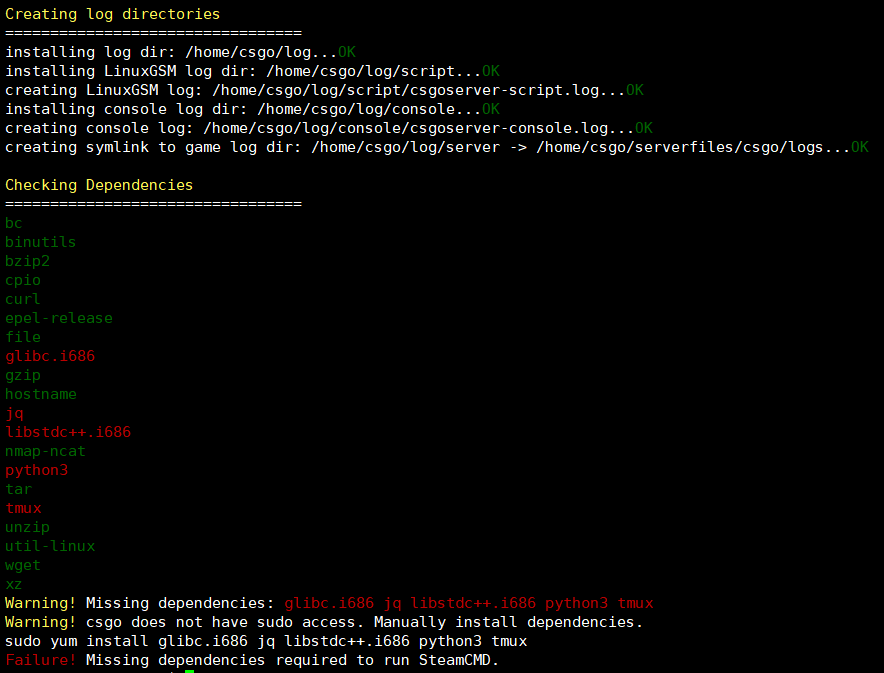 Creating log directories
=================================
installing log dir: /home/csgo/log...OK
installing LinuxGSM log dir: /home/csgo/log/script...OK
creating LinuxGSM log: /home/csgo/log/script/csgoserver-script.log...OK
installing console log dir: /home/csgo/log/console...OK
creating console log: /home/csgo/log/console/csgoserver-console.log...OK
creating symlink to game log dir: /home/csgo/log/server -> /home/csgo/serverfiles/csgo/logs...OK
Checking Dependencies
=================================
bc
binutils
bzip2
cpio
curl
epel-release
file
glibc.i686
gzip
hostname
jq
libstdc++.i686
nmap-ncat
python3
tar
tmux
unzip
util-linux
wget
xz
Warning! Missing dependencies: glibc.i686 jq libstdc++.i686 python3 tmux
Warning! csgo does not have sudo access. Manually install dependencies.
sudo yum install glibc.i686 jq libstdc++.i686 python3 tmux
Failure! Missing dependencies required to run SteamCMD.